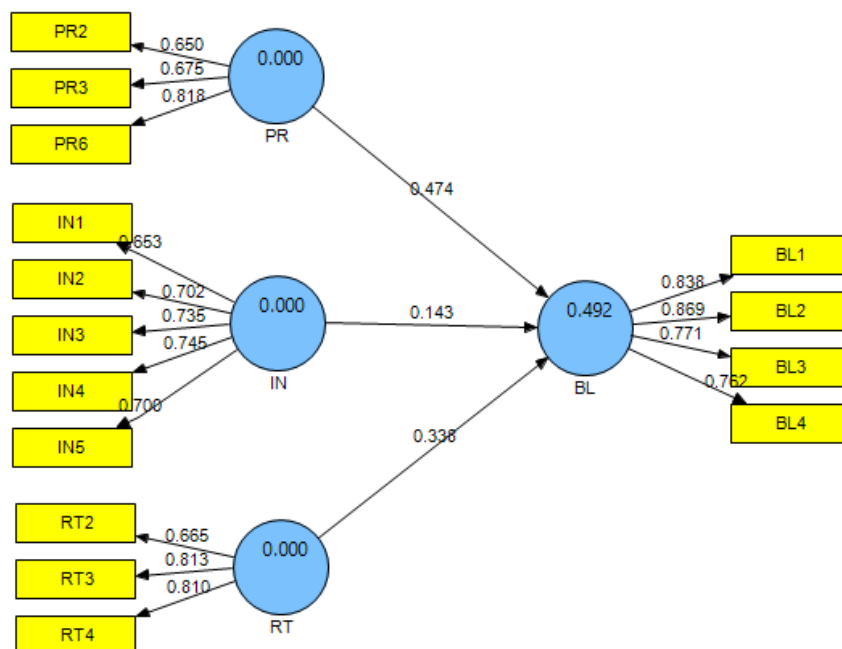 PR2
0.650
PR3
0.675
PR6
0.818
0.000
PR
0.474
IN1
0.653
IN2
0.702
IN3
0.735
IN4
0.745
IN5
0.700
0.000
IN
0.143
RT2
0.665
RT3
0.813
RT4
0.810
0.000
RT
0.338
0.492
BL
0.838
BL1
0.869
BL2
0.771
BL3
0.762
BL4